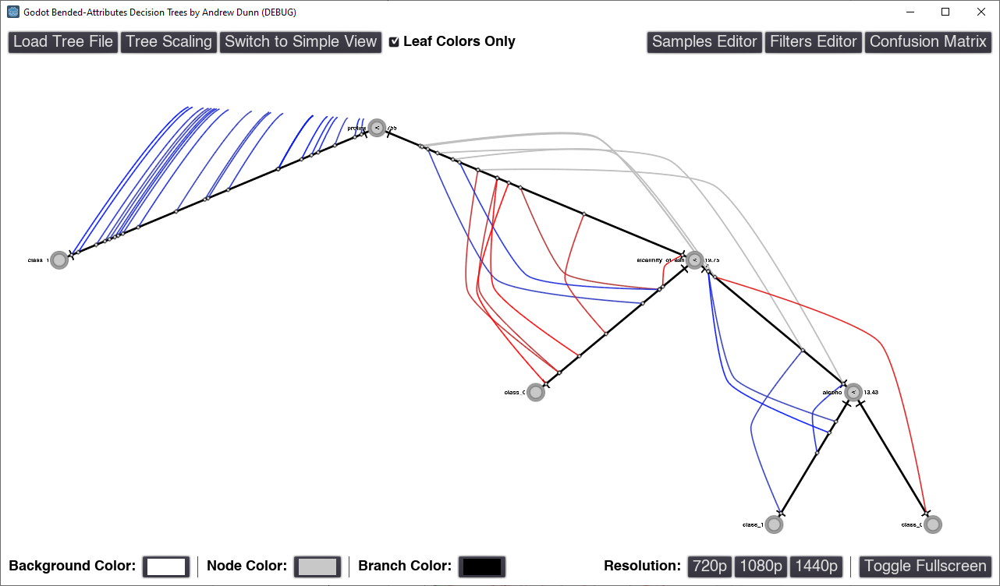 Godot Bended-Attributes Decision Trees by Andrew Dunn (DEBUG)
Load Tree File Tree Scaling Switch to Simple View Leaf Colors Only Samples Editor Filters Editor Confusion Matrix
proline < 755
class_1
alcalinity_of_ash < 19.75
class_0
alcoho < 13.43
class_1 class_0
Background Color: Node Color: Branch Color: Resolution: 720p 1080p 1440p Toggle Fullscreen